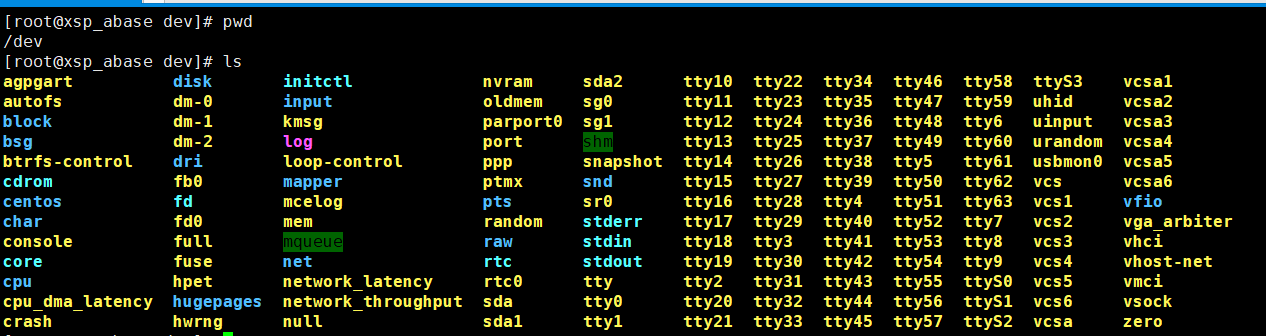 [root@xsp_abase dev]# pwd
/dev
[root@xsp_abase dev]# ls
agpgart disk initctl nvram sda2 tty10 tty22 tty34 tty46 tty58 ttyS3 vcsa1
autofs dm-0 input oldmem sg0 tty11 tty23 tty35 tty47 tty59 uhid vcsa2
block dm-1 kmsg parport0 sg1 tty12 tty24 tty36 tty48 tty6 uinput vcsa3
bsg dm-2 log port shm tty13 tty25 tty37 tty49 tty60 urandom vcsa4
btrfs-control dri loop-control ppp snapshot tty14 tty26 tty38 tty5 tty61 usbmon0 vcsa5
cdrom fb0 mapper ptmx snd tty15 tty27 tty39 tty50 tty62 vcs vcsa6
centos fd mcelog pts sr0 tty16 tty28 tty4 tty51 tty63 vcs1 vfio
char fd0 mem random stderr tty17 tty29 tty40 tty52 tty7 vcs2 vga_arbiter
console full mqueue raw stdin tty18 tty3 tty41 tty53 tty8 vcs3 vhci
core fuse net rtc stdout tty19 tty30 tty42 tty54 tty9 vcs4 vhost-net
cpu hpet network_latency rtc0 tty tty2 tty31 tty43 tty55 ttyS0 vcs5 vmci
cpu_dma_latency hugepages network_throughput sda tty0 tty20 tty32 tty44 tty56 ttyS1 vcs6 vsock
crash hwrng null sda1 tty1 tty21 tty33 tty45 tty57 ttyS2 vcsa zero